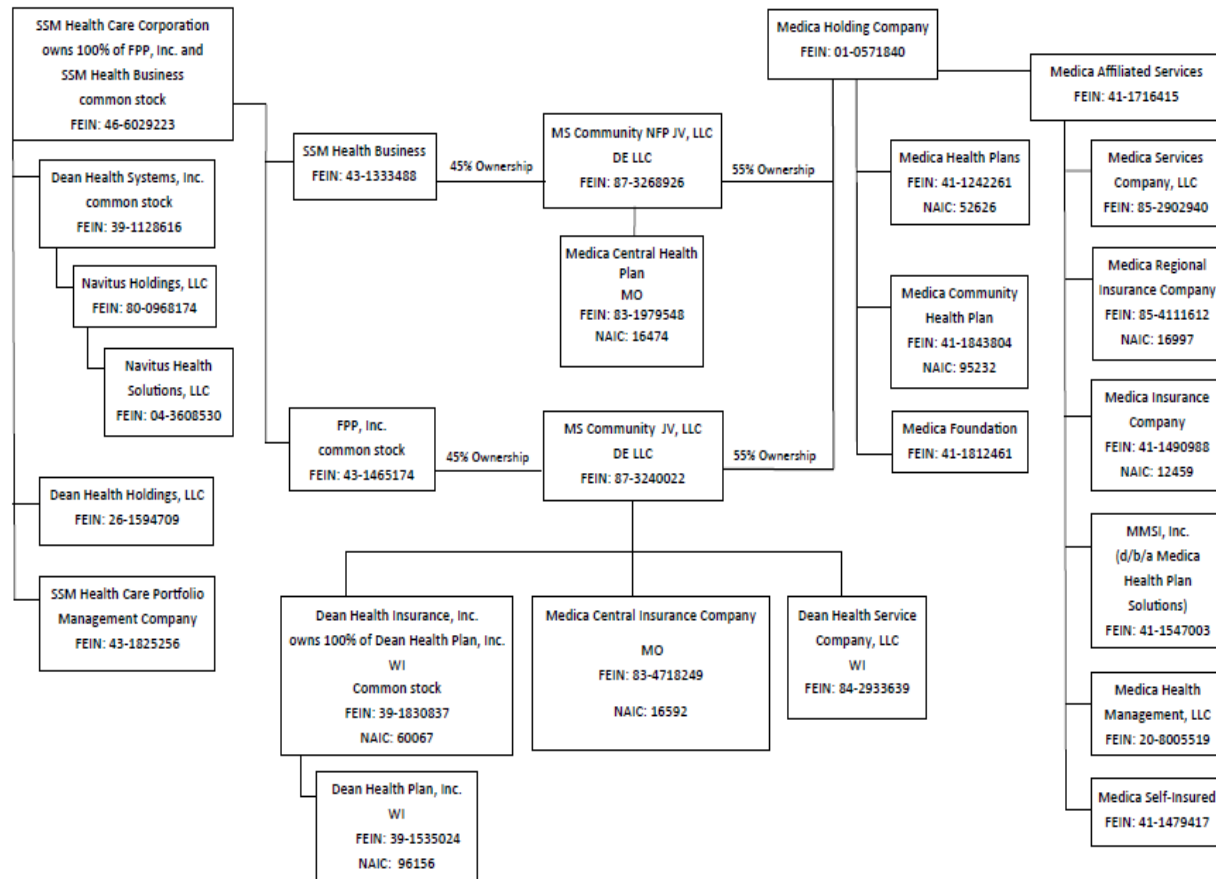 SSM Health Care Corporation
owns 100% of FPP, Inc. and
SSM Health Business
common stock
FEIN: 46-6029223
Dean Health Systems, Inc.
common stock
FEIN: 39-1128616
Navitus Holdings, LLC
FEIN: 80-0968174
Navitus Health
Solutions, LLC
FEIN: 04-3608530
Dean Health Holdings, LLC
FEIN: 26-1594709
SSM Health Care Portfolio
Management Company
FEIN: 43-1825256
SSM Health Business
FEIN: 43-1333488
45% Ownership
MS Community NFP JV, LLC
DE LLC
FEIN: 87-3268926
55% Ownership
Medica Central Health
Plan
MO
FEIN: 83-1979548
NAIC: 16474
FPP, Inc.
common stock
FEIN: 43-1465174
45% Ownership
MS Community JV, LLC
DE LLC
FEIN: 87-3240022
55% Ownership
Dean Health Insurance, Inc.
owns 100% of Dean Health Plan, Inc.
WI
Common stock
FEIN: 39-1830837
NAIC: 60067
Dean Health Plan, Inc.
WI
FEIN: 39-1535024
NAIC: 96156
Medica Central Insurance Company
MO
FEIN: 83-4718249
NAIC: 16592
Dean Health Service
Company, LLC
WI
FEIN: 84-2933639
Medica Holding Company
FEIN: 01-0571840
Medica Health Plans
FEIN: 41-1242261
NAIC: 52626
Medica Community
Health Plan
FEIN: 41-1843804
NAIC: 95232
Medica Foundation
FEIN: 41-1812461
Medica Affiliated Services
FEIN: 41-1716415
Medica Services
Company, LLC
FEIN: 85-2902940
Medica Regional
Insurance Company
FEIN: 85-4111612
NAIC: 16997
Medica Insurance
Company
FEIN: 41-1490988
NAIC: 12459
MMSI, Inc.
(d/b/a Medica
Health Plan
Solutions)
FEIN: 41-1547003
Medica Health
Management, LLC
FEIN: 20-8005519
Medica Self-Insured
FEIN: 41-1479417